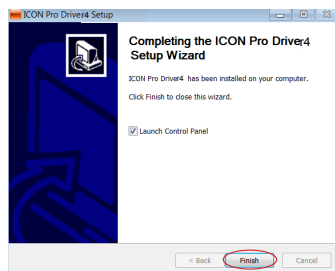 ICON Pro Driver4 Setup
Completing the ICON Pro Driver4
Setup Wizard
ICON Pro Driver4 has been installed on your computer.
Click Finish to close this wizard.
Launch Control Panel
< Back Finish Cancel